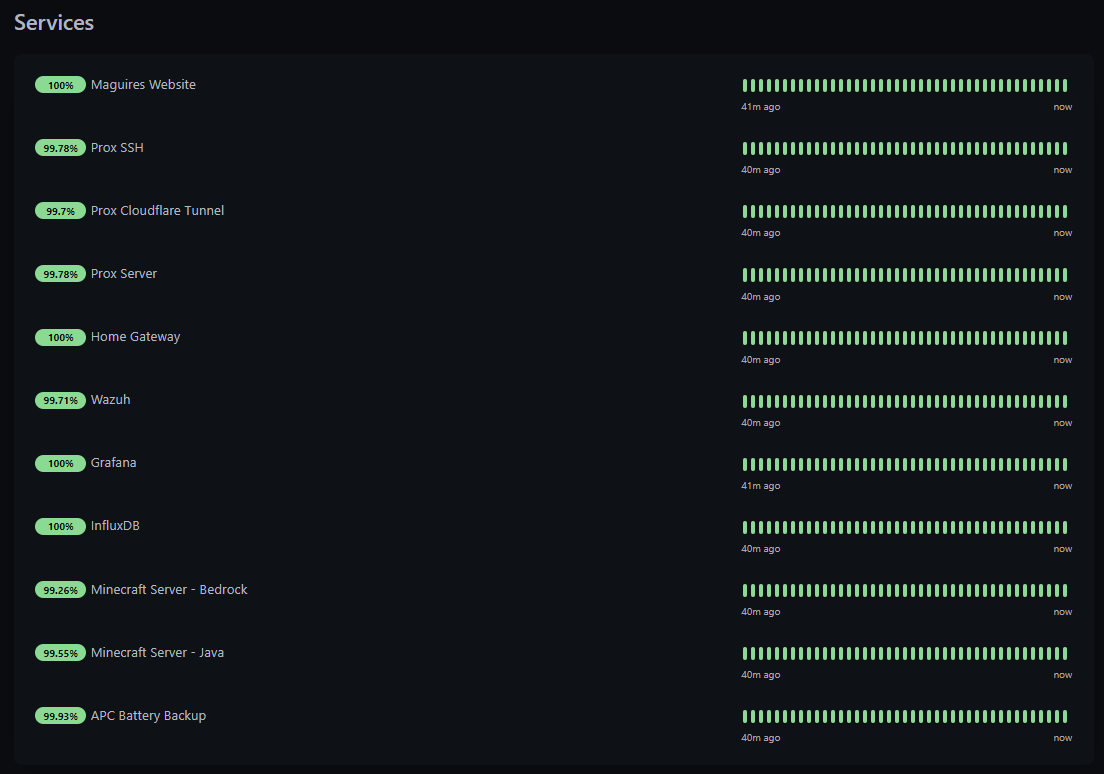 Services
100% Maguires Website
41m ago now
99.78% Prox SSH
40m ago now
99.7% Prox Cloudflare Tunnel
40m ago now
99.78% Prox Server
40m ago now
100% Home Gateway
40m ago now
99.71% Wazuh
40m ago now
100% Grafana
41m ago now
100% InfluxDB
40m ago now
99.26% Minecraft Server - Bedrock
40m ago now
99.55% Minecraft Server - Java
40m ago now
99.93% APC Battery Backup
40m ago now